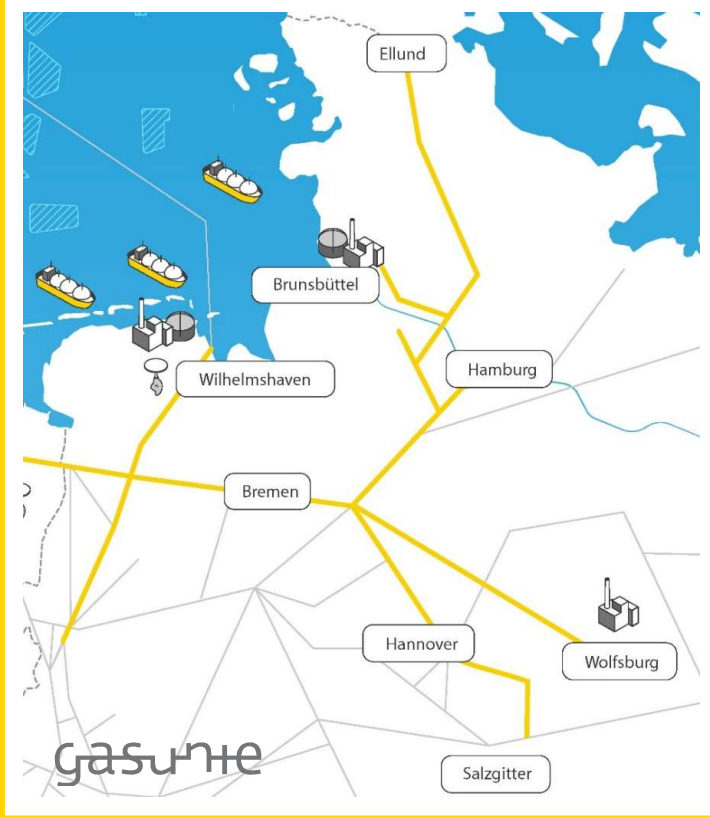 Ellund
Brunsbüttel
Hamburg
Wilhelmshaven
Bremen
Hannover
Wolfsburg
gasunie
Salzgitter